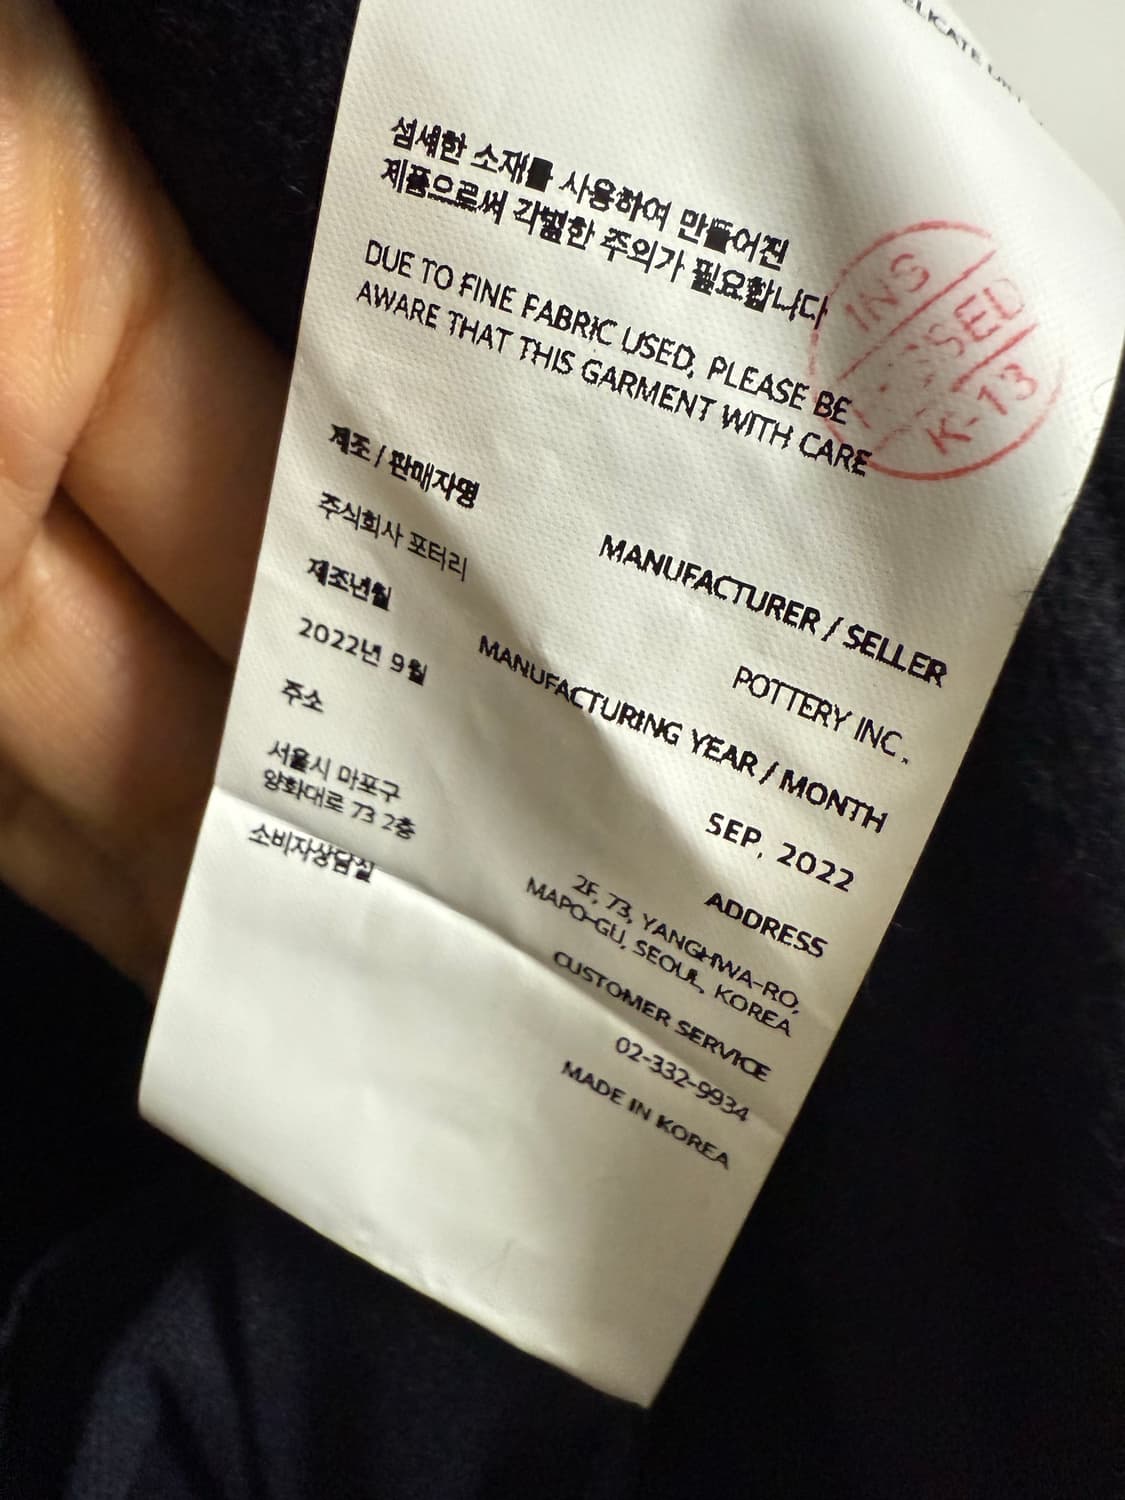 섬세한 소재를 사용하여 만들어진
제품으로써 각별한 주의가 필요합니다
DUE TO FINE FABRIC USED, PLEASE BE
AWARE THAT THIS GARMENT WITH CARE
INS
SED
K-13
제조 / 판매자명
MANUFACTURER / SELLER
주식회사 포터리
POTTERY INC.,
제조년월
MANUFACTURING YEAR / MONTH
2022년 9월
SEP, 2022
주소
ADDRESS
서울시 마포구
양화대로 73 2층
2F, 73, YANGHWA-RO,
MAPO-GU, SEOUL, KOREA
소비자상담실
CUSTOMER SERVICE
02-332-9934
MADE IN KOREA